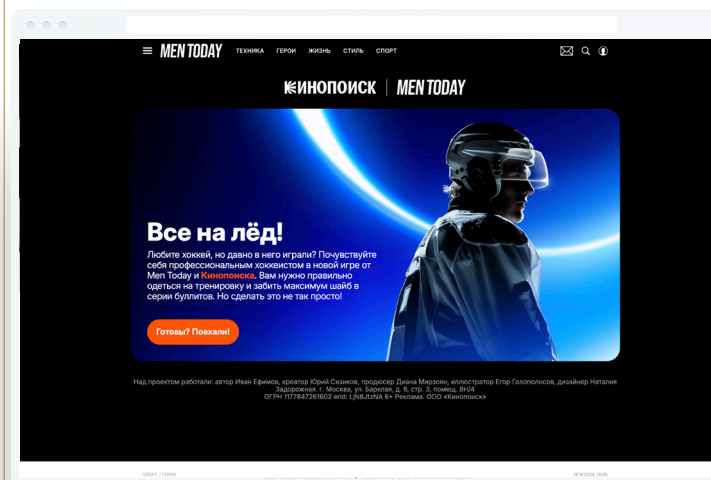 MEN TODAY ТЕХНИКА ГЕРОИ ЖИЗНЬ СТИЛЬ СПОРТ
КИНОПОИСК | MEN TODAY
Все на лёд!
Любите хоккей, но давно в него играли? Почувствуйте
себя профессиональным хоккеистом в новой игре от
Men Today и Кинопоиска. Вам нужно правильно
одеться на тренировку и забить максимум шайб в
серии буллитов. Но сделать это не так просто!
Готовы? Поехали!
Над проектом работали: автор Иван Ефимов, креатор Юрий Сизиков, продюсер Диана Мирзоян, иллюстратор Егор Голополосов, дизайнер Наталия
Задорожная. г. Москва, ул. Барклая, д. 6, стр. 3, помещ. 8Н/4
ОГРН 1177847261602 erid: LjN8JtzNA 6+ Реклама. ООО «Кинопоиск»
СПОРТ / ГЕРОИ